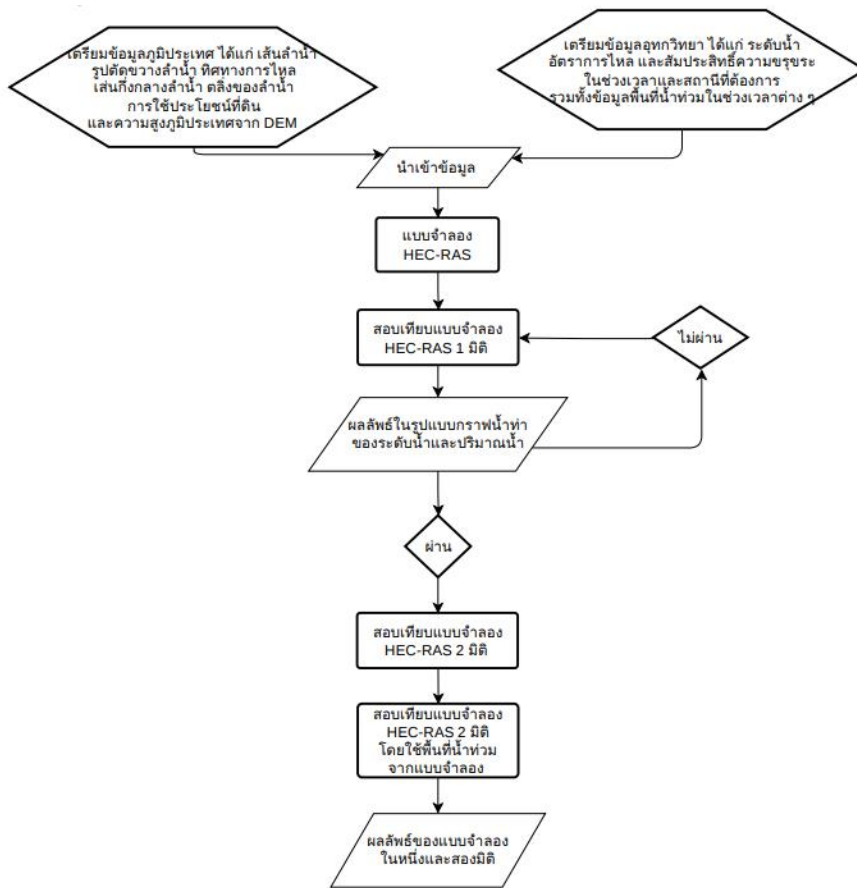 เตรียมข้อมูลภูมิประเทศ ได้แก่ เส้นลำน้ำ
รูปตัดขวางลำน้ำ ทิศทางการไหล
เส่นกึ่งกลางลำน้ำ ตลิ่งของลำน้ำ
การใช้ประโยชน์ที่ดิน
และความสูงภูมิประเทศจาก DEM
เตรียมข้อมูลอุทกวิทยา ได้แก่ ระดับน้ำ
อัตราการไหล และสัมประสิทธิ์ความขรุขระ
ในช่วงเวลาและสถานีที่ต้องการ
รวมทั้งข้อมูลพื้นที่น้ำท่วมในช่วงเวลาต่าง ๆ
นำเข้าข้อมูล
แบบจำลอง
HEC-RAS
สอบเทียบแบบจำลอง
HEC-RAS 1 มิติ
ไม่ผ่าน
ผลลัพธ์ในรูปแบบกราฟน้ำท่า
ของระดับน้ำและปริมาณน้ำ
ผ่าน
สอบเทียบแบบจำลอง
HEC-RAS 2 มิติ
สอบเทียบแบบจำลอง
HEC-RAS 2 มิติ
โดยใช้พื้นที่น้ำท่วม
จากแบบจำลอง
ผลลัพธ์ของแบบจำลอง
ในหนึ่งและสองมิติ